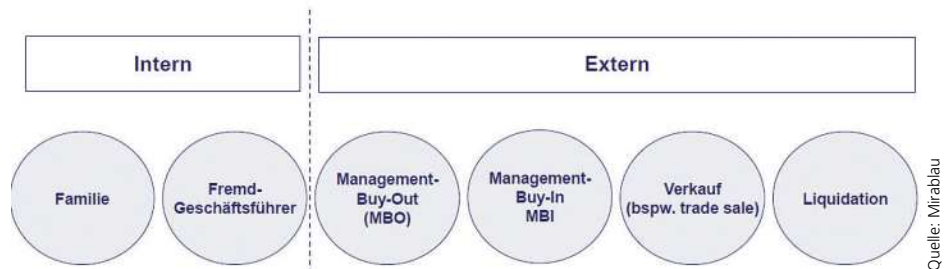 Intern
Extern
Familie
Fremd-
Geschäftsführer
Management-
Buy-Out
(MBO)
Management-
Buy-In
MBI
Verkauf
(bspw. trade sale)
Liquidation
Quelle: Mirablau